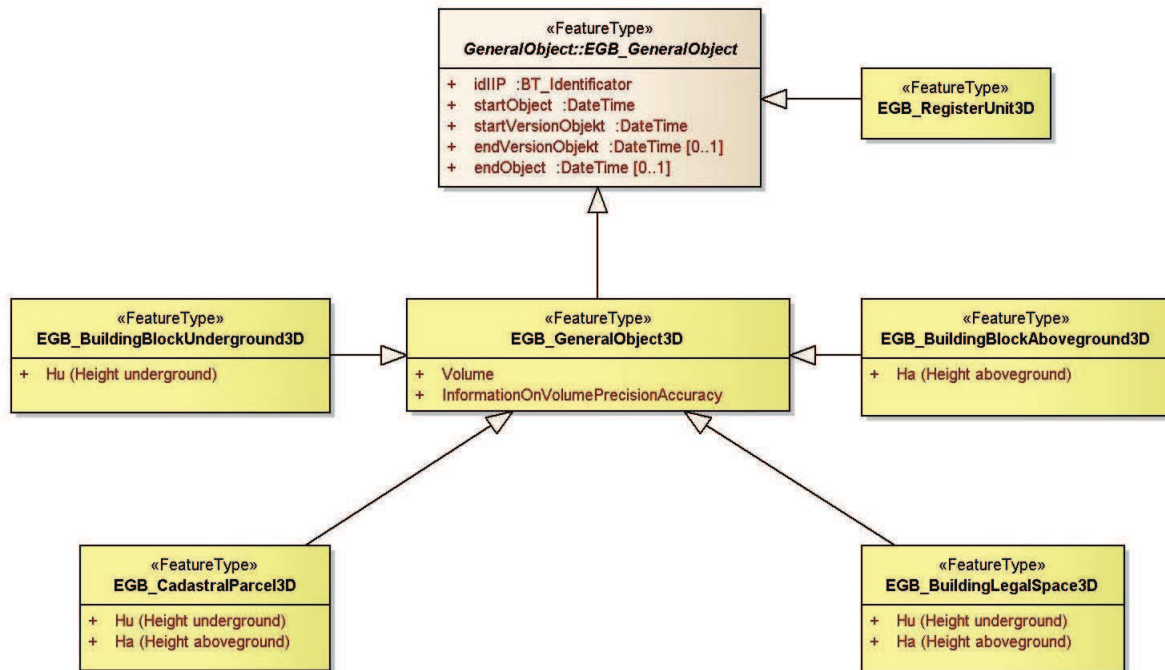 «FeatureType»
GeneralObject::EGB_GeneralObject
+ idIIP :BT_Identificator
+ startObject :DateTime
+ startVersionObjekt :DateTime
+ endVersionObjekt :DateTime [0..1]
+ endObject :DateTime [0..1]
«FeatureType»
EGB_RegisterUnit3D
«FeatureType»
EGB_BuildingBlockUnderground3D
+ Hu (Height underground)
«FeatureType»
EGB_GeneralObject3D
+ Volume
+ InformationOnVolumePrecisionAccuracy
«FeatureType»
EGB_BuildingBlockAboveground3D
+ Ha (Height aboveground)
«FeatureType»
EGB_CadastralParcel3D
+ Hu (Height underground)
+ Ha (Height aboveground)
«FeatureType»
EGB_BuildingLegalSpace3D
+ Hu (Height underground)
+ Ha (Height aboveground)